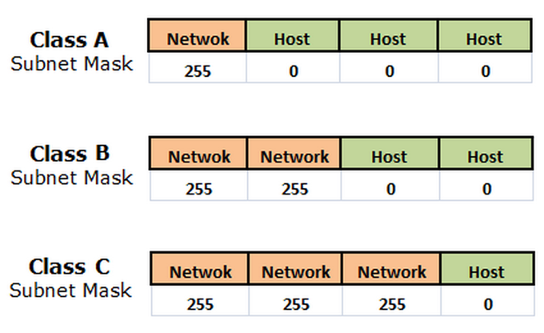 Class A
Netwok Host Host Host
Subnet Mask
255 0 0 0
Class B
Netwok Network Host Host
Subnet Mask
255 255 0 0
Class C
Netwok Network Network Host
Subnet Mask
255 255 255 0